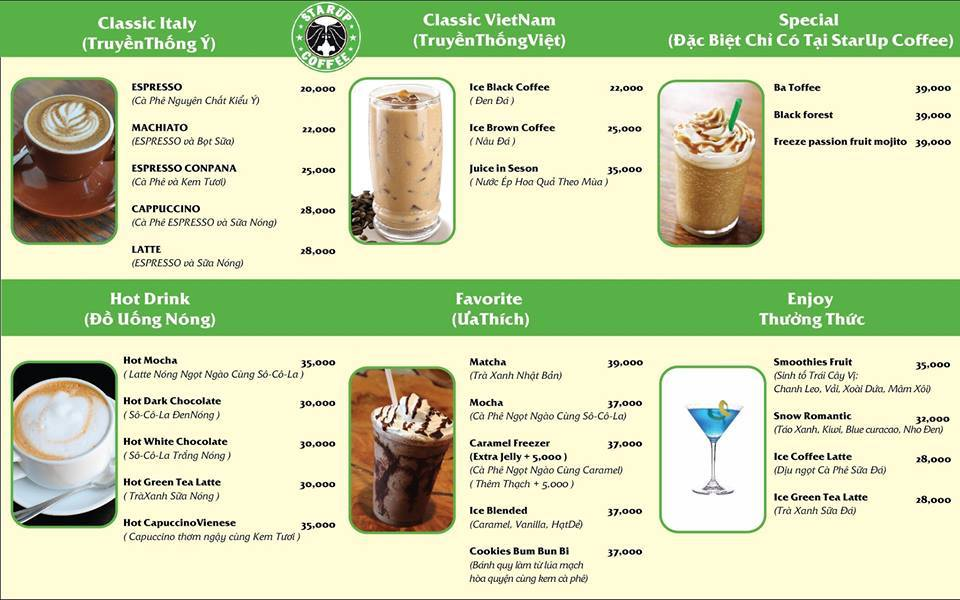 Classic Italy
(TruyềnThống Ý)
STARUP
COFFEE
Classic VietNam
(TruyềnThốngViệt)
Special
(Đặc Biệt Chỉ Có Tại StarUp Coffee)
ESPRESSO 20,000
(Cà Phê Nguyên Chất Kiểu Ý)
MACHIATO 22,000
(ESPRESSO và Bọt Sữa)
ESPRESSO CONPANA 25,000
(Cà Phê và Kem Tươi)
CAPPUCCINO 28,000
(Cà Phê ESPRESSO và Sữa Nóng)
LATTE 28,000
(ESPRESSO và Sữa Nóng)
Ice Black Coffee 22,000
( Đen Đá )
Ice Brown Coffee 25,000
( Nâu Đá )
Juice in Seson 35,000
( Nước Ép Hoa Quả Theo Mùa )
Ba Toffee 39,000
Black forest 39,000
Freeze passion fruit mojito 39,000
Hot Drink
(Đồ Uống Nóng)
Favorite
(ƯaThích)
Enjoy
Thưởng Thức
Hot Mocha 35,000
( Latte Nóng Ngọt Ngào Cùng Sô-Cô-La )
Hot Dark Chocolate 30,000
( Sô-Cô-La ĐenNóng )
Hot White Chocolate 30,000
( Sô-Cô-La Trắng Nóng )
Hot Green Tea Latte 30,000
( TràXanh Sữa Nóng )
Hot CapuccinoVienese 35,000
( Capuccino thơm ngậy cùng Kem Tươi )
Matcha 39,000
(Trà Xanh Nhật Bản)
Mocha 37,000
(Cà Phê Ngọt Ngào Cùng Sô-Cô-La)
Caramel Freezer 37,000
(Extra Jelly + 5,000 )
(Cà Phê Ngọt Ngào Cùng Caramel)
( Thêm Thạch + 5.000 )
Ice Blended 37,000
(Caramel, Vanilla, HạtDẻ)
Cookies Bum Bun Bi 37,000
(Bánh quy làm từ lúa mạch
hòa quyện cùng kem cà phê)
Smoothies Fruit 35,000
(Sinh tố Trái Cây Vị:
Chanh Leo, Vải, Xoài Dứa, Mâm Xôi)
Snow Romantic 32,000
(Táo Xanh, Kiwi, Blue curacao, Nho Đen)
Ice Coffee Latte 28,000
(Dịu ngọt Cà Phê Sữa Đá)
Ice Green Tea Latte 28,000
(Trà Xanh Sữa Đá)